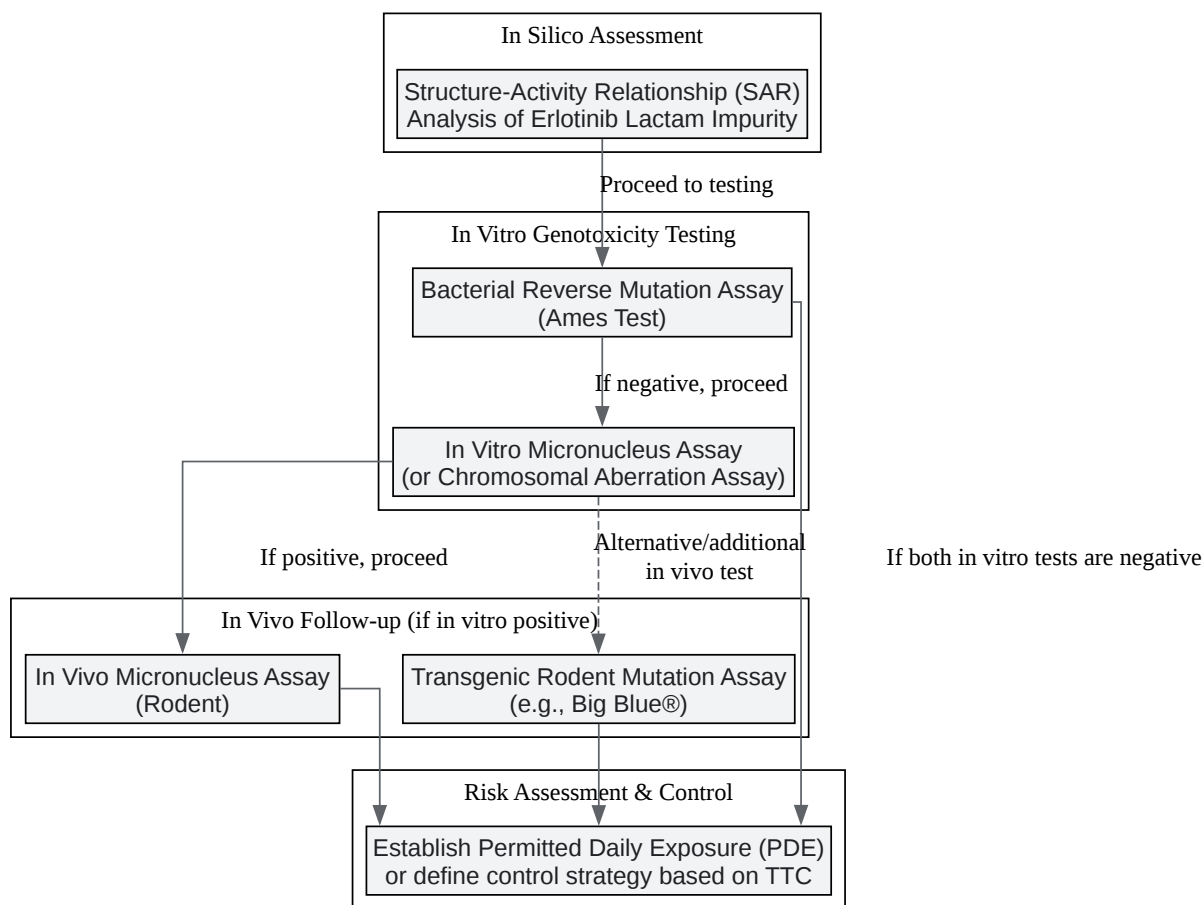 In Silico Assessment
Structure-Activity Relationship (SAR)
Analysis of Erlotinib Lactam Impurity
Proceed to testing
In Vitro Genotoxicity Testing
Bacterial Reverse Mutation Assay
(Ames Test)
If negative, proceed
In Vitro Micronucleus Assay
(or Chromosomal Aberration Assay)
If positive, proceed
Alternative/additional
in vivo test
If both in vitro tests are negative
In Vivo Follow-up (if in vitro positive)
In Vivo Micronucleus Assay
(Rodent)
Transgenic Rodent Mutation Assay
(e.g., Big Blue®)
Risk Assessment & Control
Establish Permitted Daily Exposure (PDE)
or define control strategy based on TTC